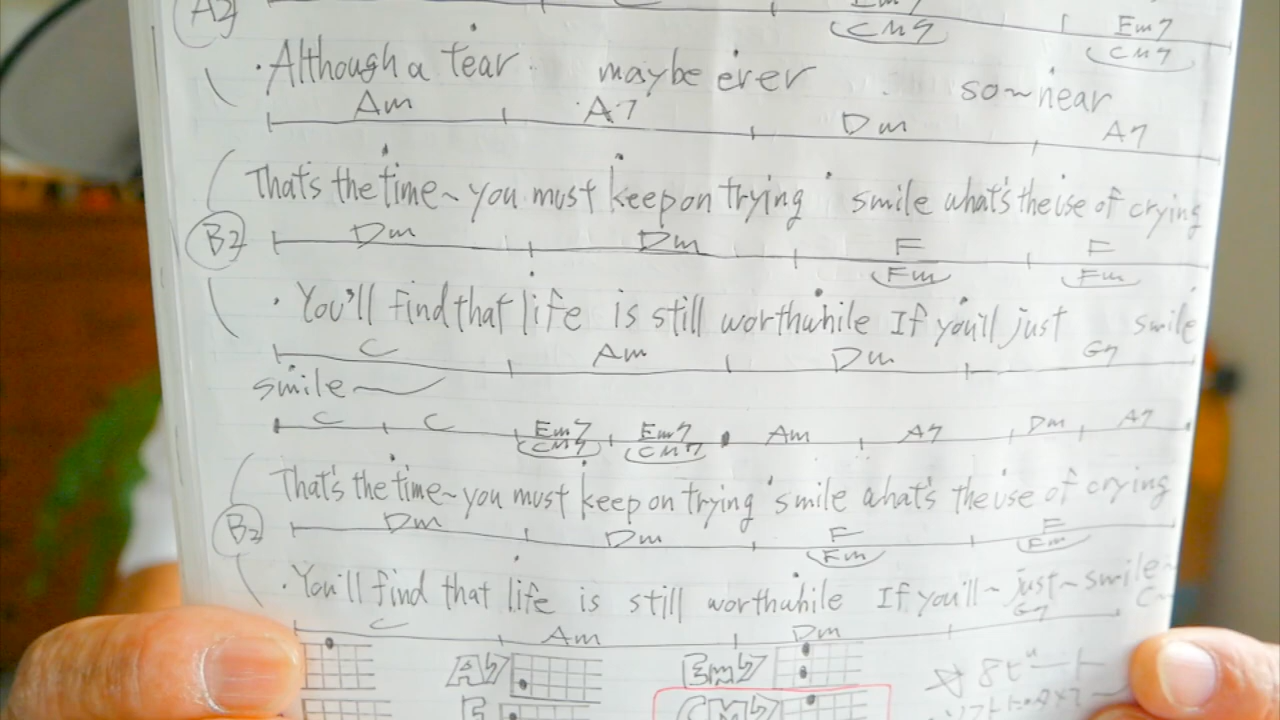 A2 Em7 Em7
CM7 CM7
Although a tear maybe ever so~near
Am A7 Dm A7
That's the time~ you must keep on trying smile what's the use of crying
B2 Dm Dm F F
Fm Fm
You'll find that life is still worthwhile If you'll just smile
C Am Dm G7
smile
C C Em7 Em7 Am A7 Dm A7
CM7 CM7
That's the time~ you must keep on trying smile what's the use of crying
B2 Dm Dm F F
Fm Fm
You'll find that life is still worthwhile If you'll~ just~ smile~
C Am Dm G7 C~
A7 Em7
F CM7